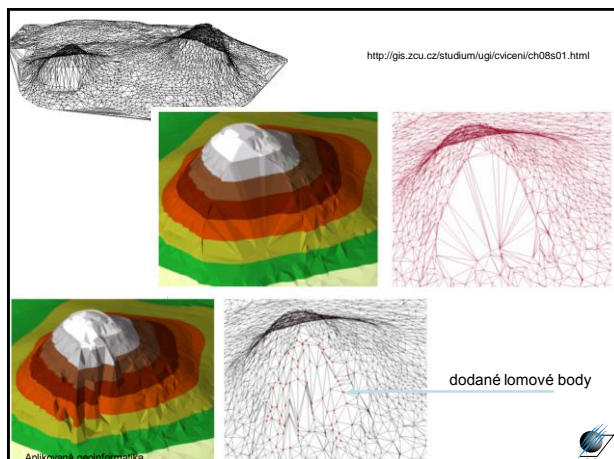 http://gis.zcu.cz/studium/ugi/cviceni/ch08s01.html
dodané lomové body
Aplikovaná geoinformatika